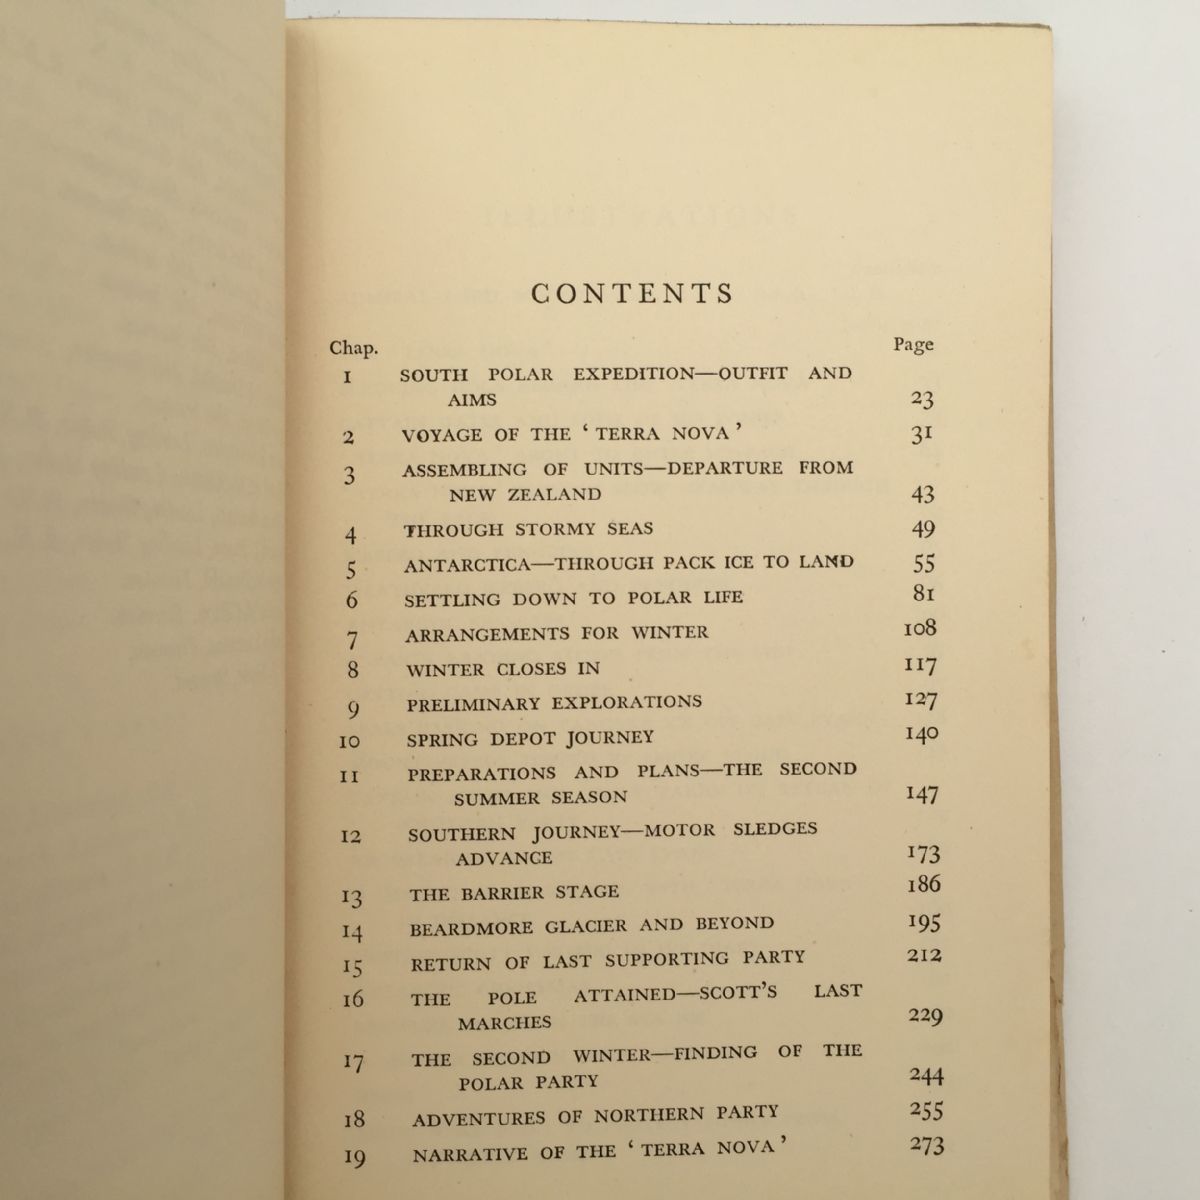 CONTENTS
Chap. Page
1 SOUTH POLAR EXPEDITION—OUTFIT AND
AIMS 23
2 VOYAGE OF THE ‘ TERRA NOVA ’ 31
3 ASSEMBLING OF UNITS—DEPARTURE FROM
NEW ZEALAND 43
4 THROUGH STORMY SEAS 49
5 ANTARCTICA—THROUGH PACK ICE TO LAND 55
6 SETTLING DOWN TO POLAR LIFE 81
7 ARRANGEMENTS FOR WINTER 108
8 WINTER CLOSES IN 117
9 PRELIMINARY EXPLORATIONS 127
10 SPRING DEPOT JOURNEY 140
11 PREPARATIONS AND PLANS—THE SECOND
SUMMER SEASON 147
12 SOUTHERN JOURNEY—MOTOR SLEDGES
ADVANCE 173
13 THE BARRIER STAGE 186
14 BEARDMORE GLACIER AND BEYOND 195
15 RETURN OF LAST SUPPORTING PARTY 212
16 THE POLE ATTAINED—SCOTT'S LAST
MARCHES 229
17 THE SECOND WINTER—FINDING OF THE
POLAR PARTY 244
18 ADVENTURES OF NORTHERN PARTY 255
19 NARRATIVE OF THE ‘ TERRA NOVA ’ 273